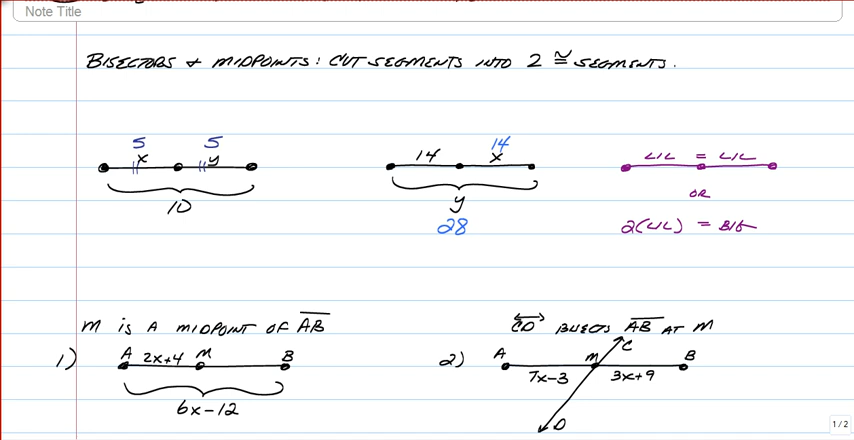 Note Title
BISECTORS + MIDPOINTS: CUT SEGMENTS INTO 2 ≅ SEGMENTS.
5 5 14
x y 14 x LIL = LIL
OR
10 y 2(LIL) = BIG
28
M IS A MIDPOINT OF AB CD BISECTS AB AT M
C
1) A 2x+4 M B 2) A M B
7x-3 3x+9
6x-12
D
1/2